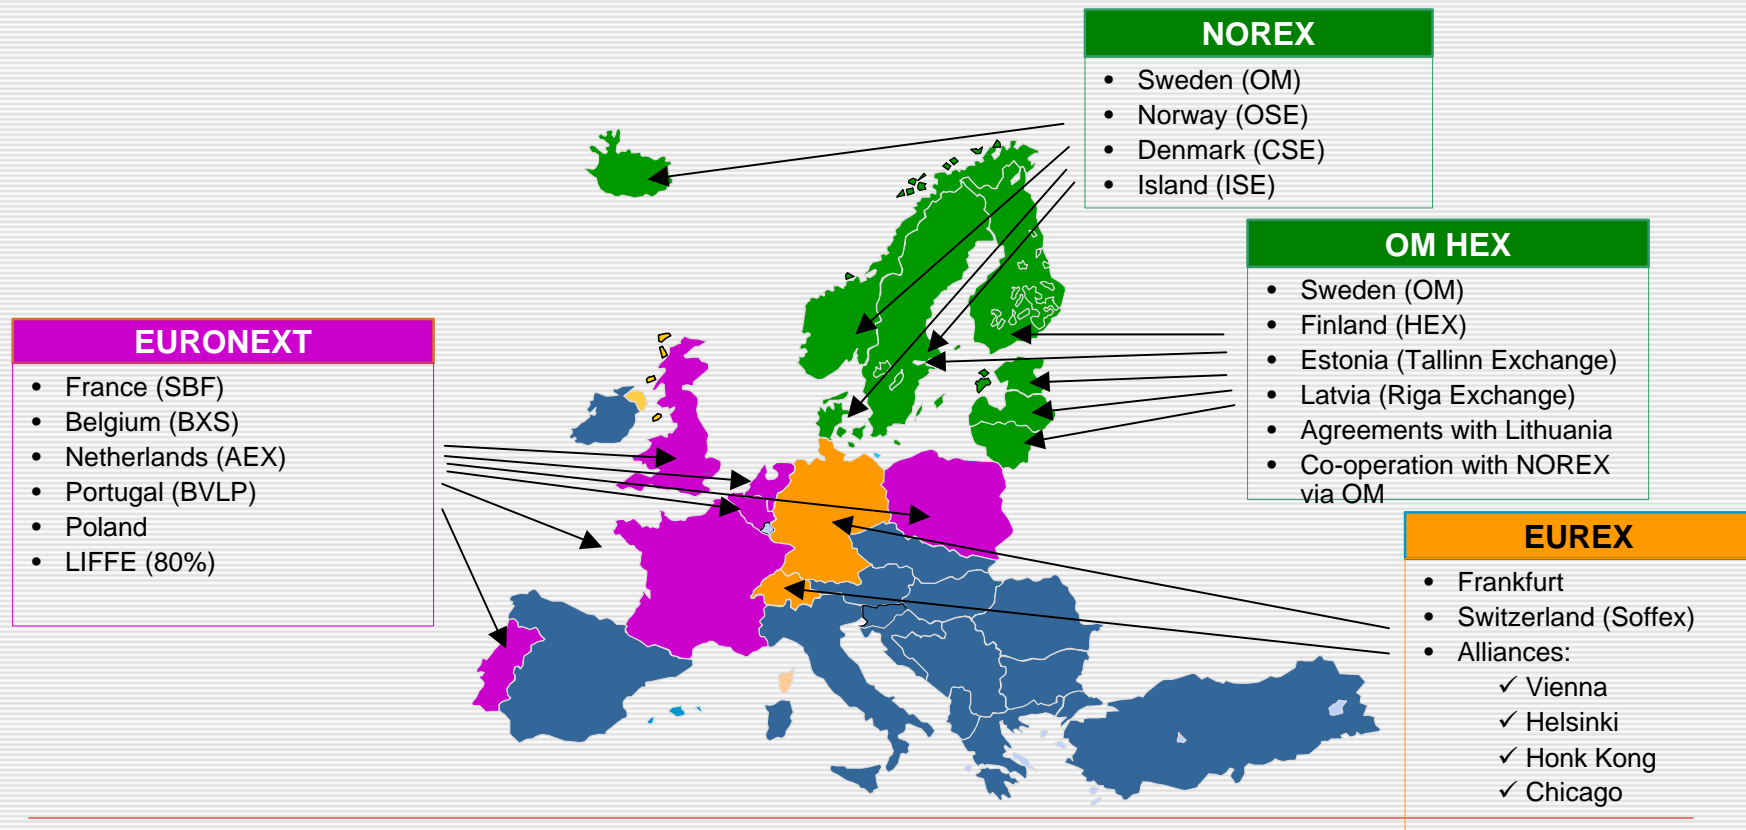 NOREX
• Sweden (OM)
• Norway (OSE)
• Denmark (CSE)
• Island (ISE)
OM HEX
• Sweden (OM)
• Finland (HEX)
• Estonia (Tallinn Exchange)
• Latvia (Riga Exchange)
• Agreements with Lithuania
• Co-operation with NOREX
via OM
EURONEXT
• France (SBF)
• Belgium (BXS)
• Netherlands (AEX)
• Portugal (BVLP)
• Poland
• LIFFE (80%)
EUREX
• Frankfurt
• Switzerland (Soffex)
• Alliances:
✓ Vienna
✓ Helsinki
✓ Honk Kong
✓ Chicago